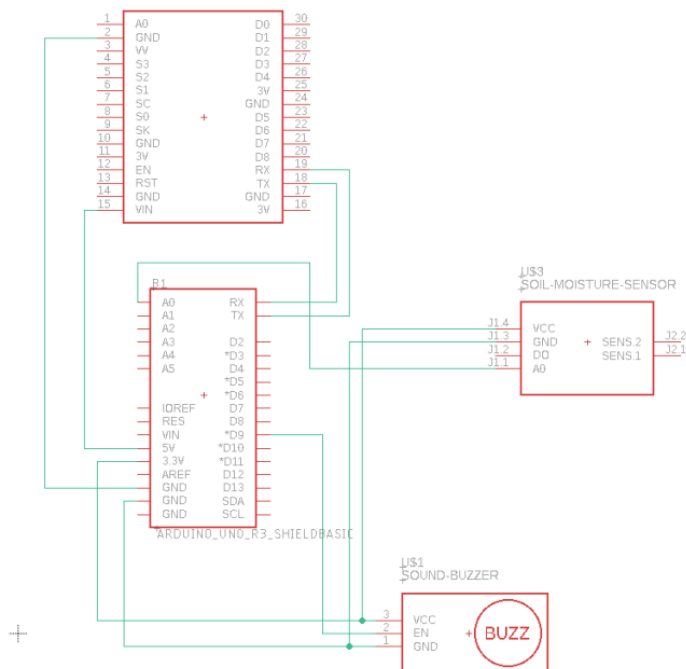 1 A0 D0 30
2 GND D1 29
3 VV D2 28
4 S3 D3 27
5 S2 D4 26
6 S1 3V 25
7 SC GND 24
8 S0 D5 23
9 SK D6 22
10 GND D7 21
11 3V D8 20
12 EN RX 19
13 RST TX 18
14 GND GND 17
15 VIN 3V 16
B1
A0 RX
A1 TX
A2
A3 D2
A4 *D3
A5 D4
*D5
*D6
IOREF D7
RES D8
VIN *D9
5V *D10
3.3V *D11
AREF D12
GND D13
GND SDA
GND SCL
ARDUINO_UNO_R3_SHIELDBASIC
U$3
SOIL-MOISTURE-SENSOR
J1.4 VCC
J1.3 GND SENS.2 J2.2
J1.2 DO SENS.1 J2.1
J1.1 A0
U$1
SOUND-BUZZER
3 VCC
2 EN BUZZ
1 GND